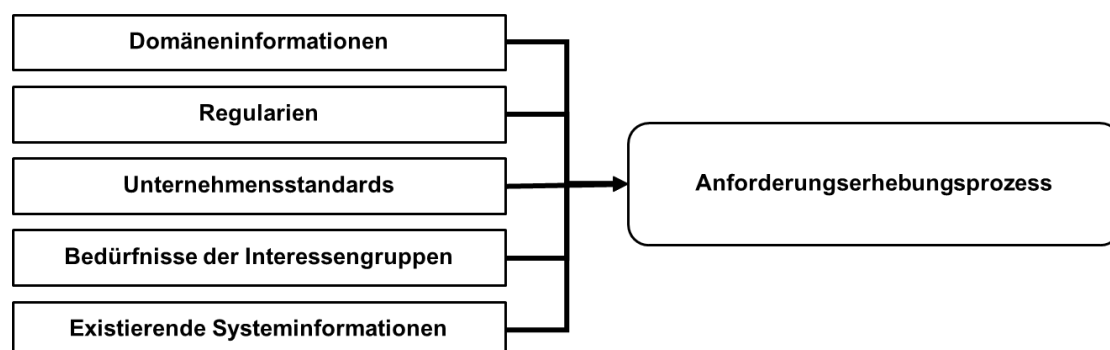 Domäneninformationen
Regularien
Unternehmensstandards
Bedürfnisse der Interessengruppen
Existierende Systeminformationen
Anforderungserhebungsprozess